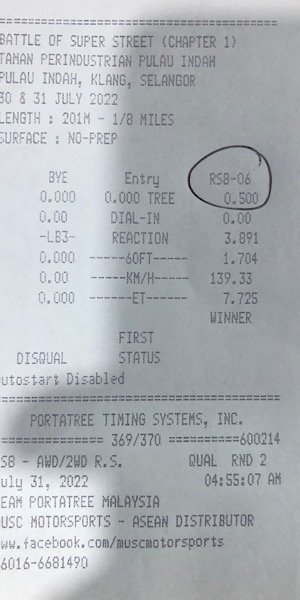 BATTLE OF SUPER STREET (CHAPTER 1)
TAMAN PERINDUSTRIAN PULAU INDAH
PULAU INDAH, KLANG, SELANGOR
30 & 31 JULY 2022
LENGTH : 201M - 1/8 MILES
SURFACE : NO-PREP
BYE Entry RS8-06
0.000 0.000 TREE 0.500
0.00 DIAL-IN 0.00
-LB3- REACTION 3.891
0.000 -----60FT----- 1.704
0.00 -----KM/H----- 139.33
0.000 ------ET------ 7.725
WINNER
FIRST
DISQUAL STATUS
utostart Disabled
PORTATREE TIMING SYSTEMS, INC.
============== 369/370 ==========600214
S8 - AWD/2WD R.S. QUAL RND 2
uly 31, 2022 04:55:07 AM
EAM PORTATREE MALAYSIA
USC MOTORSPORTS - ASEAN DISTRIBUTOR
ww.facebook.com/muscmotorsports
6016-6681490